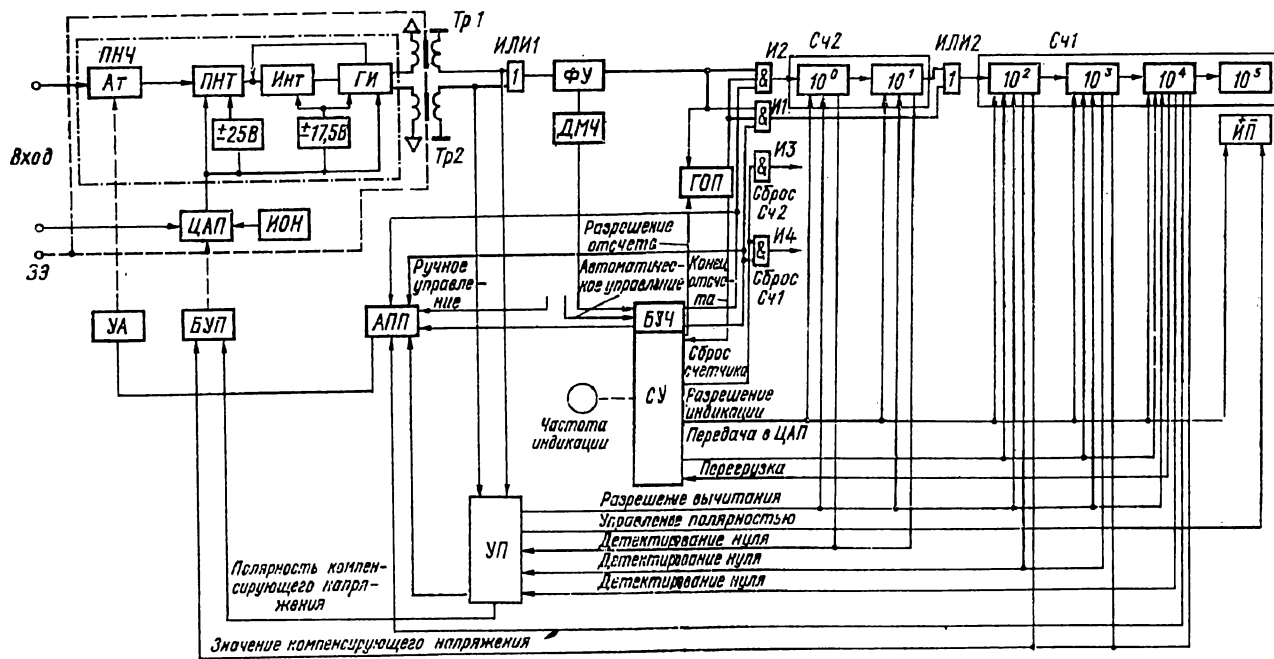 Тр 1
ИЛИ1
И2
Сч2
ИЛИ2
Сч1
ПНЧ
Ат
ПНТ
Инт
ГИ
1
ФУ
&
10⁰
10¹
1
10²
10³
10⁴
10⁵
±25В
±17,5В
Тр2
ДМЧ
&
И1
+ −
ИП
Вход
&
И3
Сброс
Сч2
ГОП
ЦАП
ИОН
ЗЭ
Разрешение
отсчета
&
И4
Сброс
Сч1
Ручное
управле-
ние
Автоматичес-
кое управление
Конец
отсче-
та
УА
БУП
АПП
БЗЧ
СУ
Сброс
счетчика
Частота
индикации
Разрешение
индикации
Передача в ЦАП
Перегрузка
УП
Разрешение вычитания
Управление полярностью
Детектирование нуля
Детектирование нуля
Детектирование нуля
Полярность компен-
сирующего напря-
жения
Значение компенсирующего напряжения